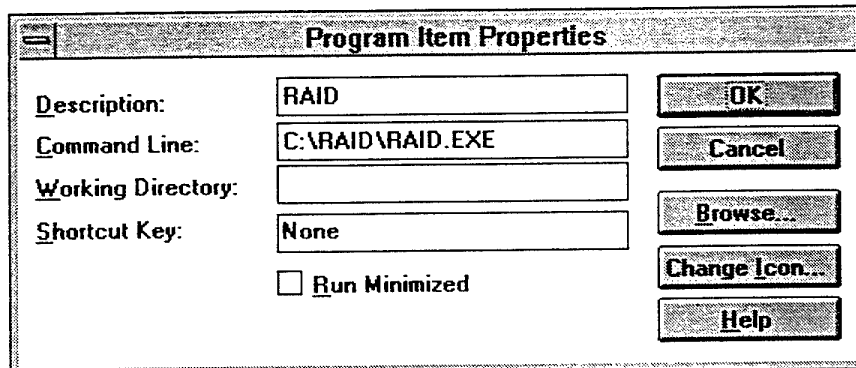 Program Item Properties
Description: RAID
Command Line: C:\RAID\RAID.EXE
Working Directory:
Shortcut Key: None
Run Minimized
OK
Cancel
Browse...
Change Icon...
Help